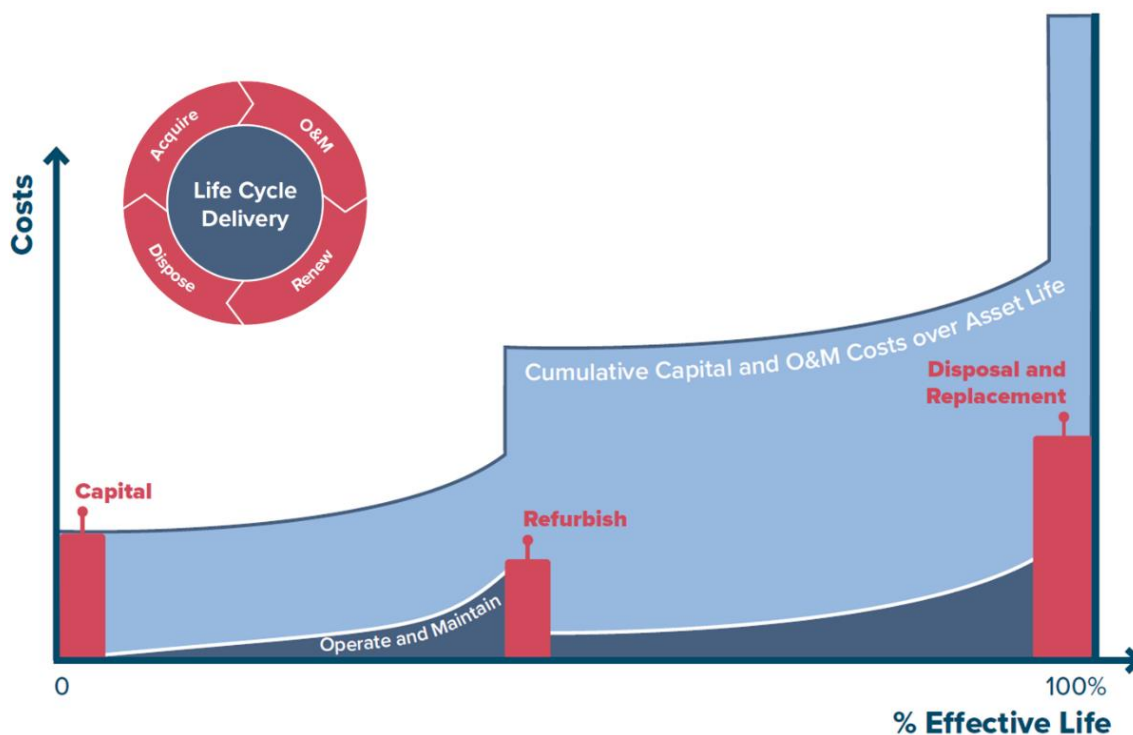 Costs
Acquire
O&M
Life Cycle
Delivery
Dispose
Renew
Cumulative Capital and O&M Costs over Asset Life
Disposal and
Replacement
Capital
Refurbish
Operate and Maintain
0
100%
% Effective Life